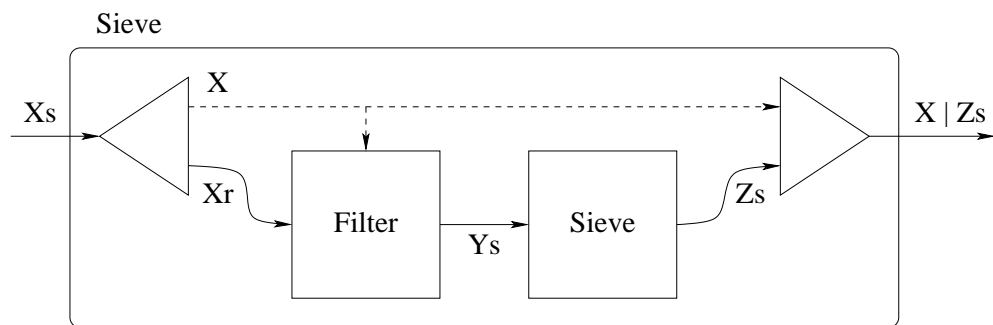 Sieve
Xs
X
X | Zs
Xr
Filter
Ys
Sieve
Zs